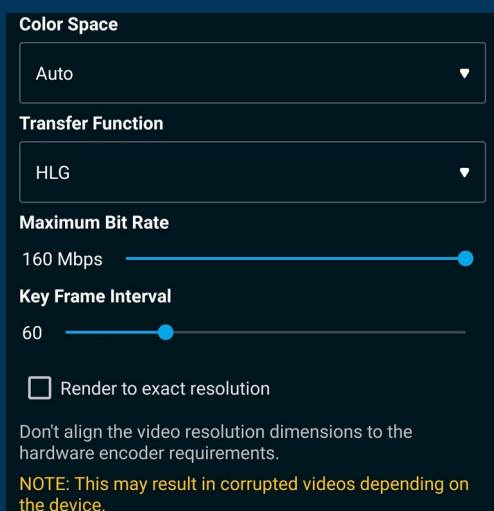 Color Space
Auto
Transfer Function
HLG
Maximum Bit Rate
160 Mbps
Key Frame Interval
60
Render to exact resolution
Don't align the video resolution dimensions to the
hardware encoder requirements.
NOTE: This may result in corrupted videos depending on
the device.